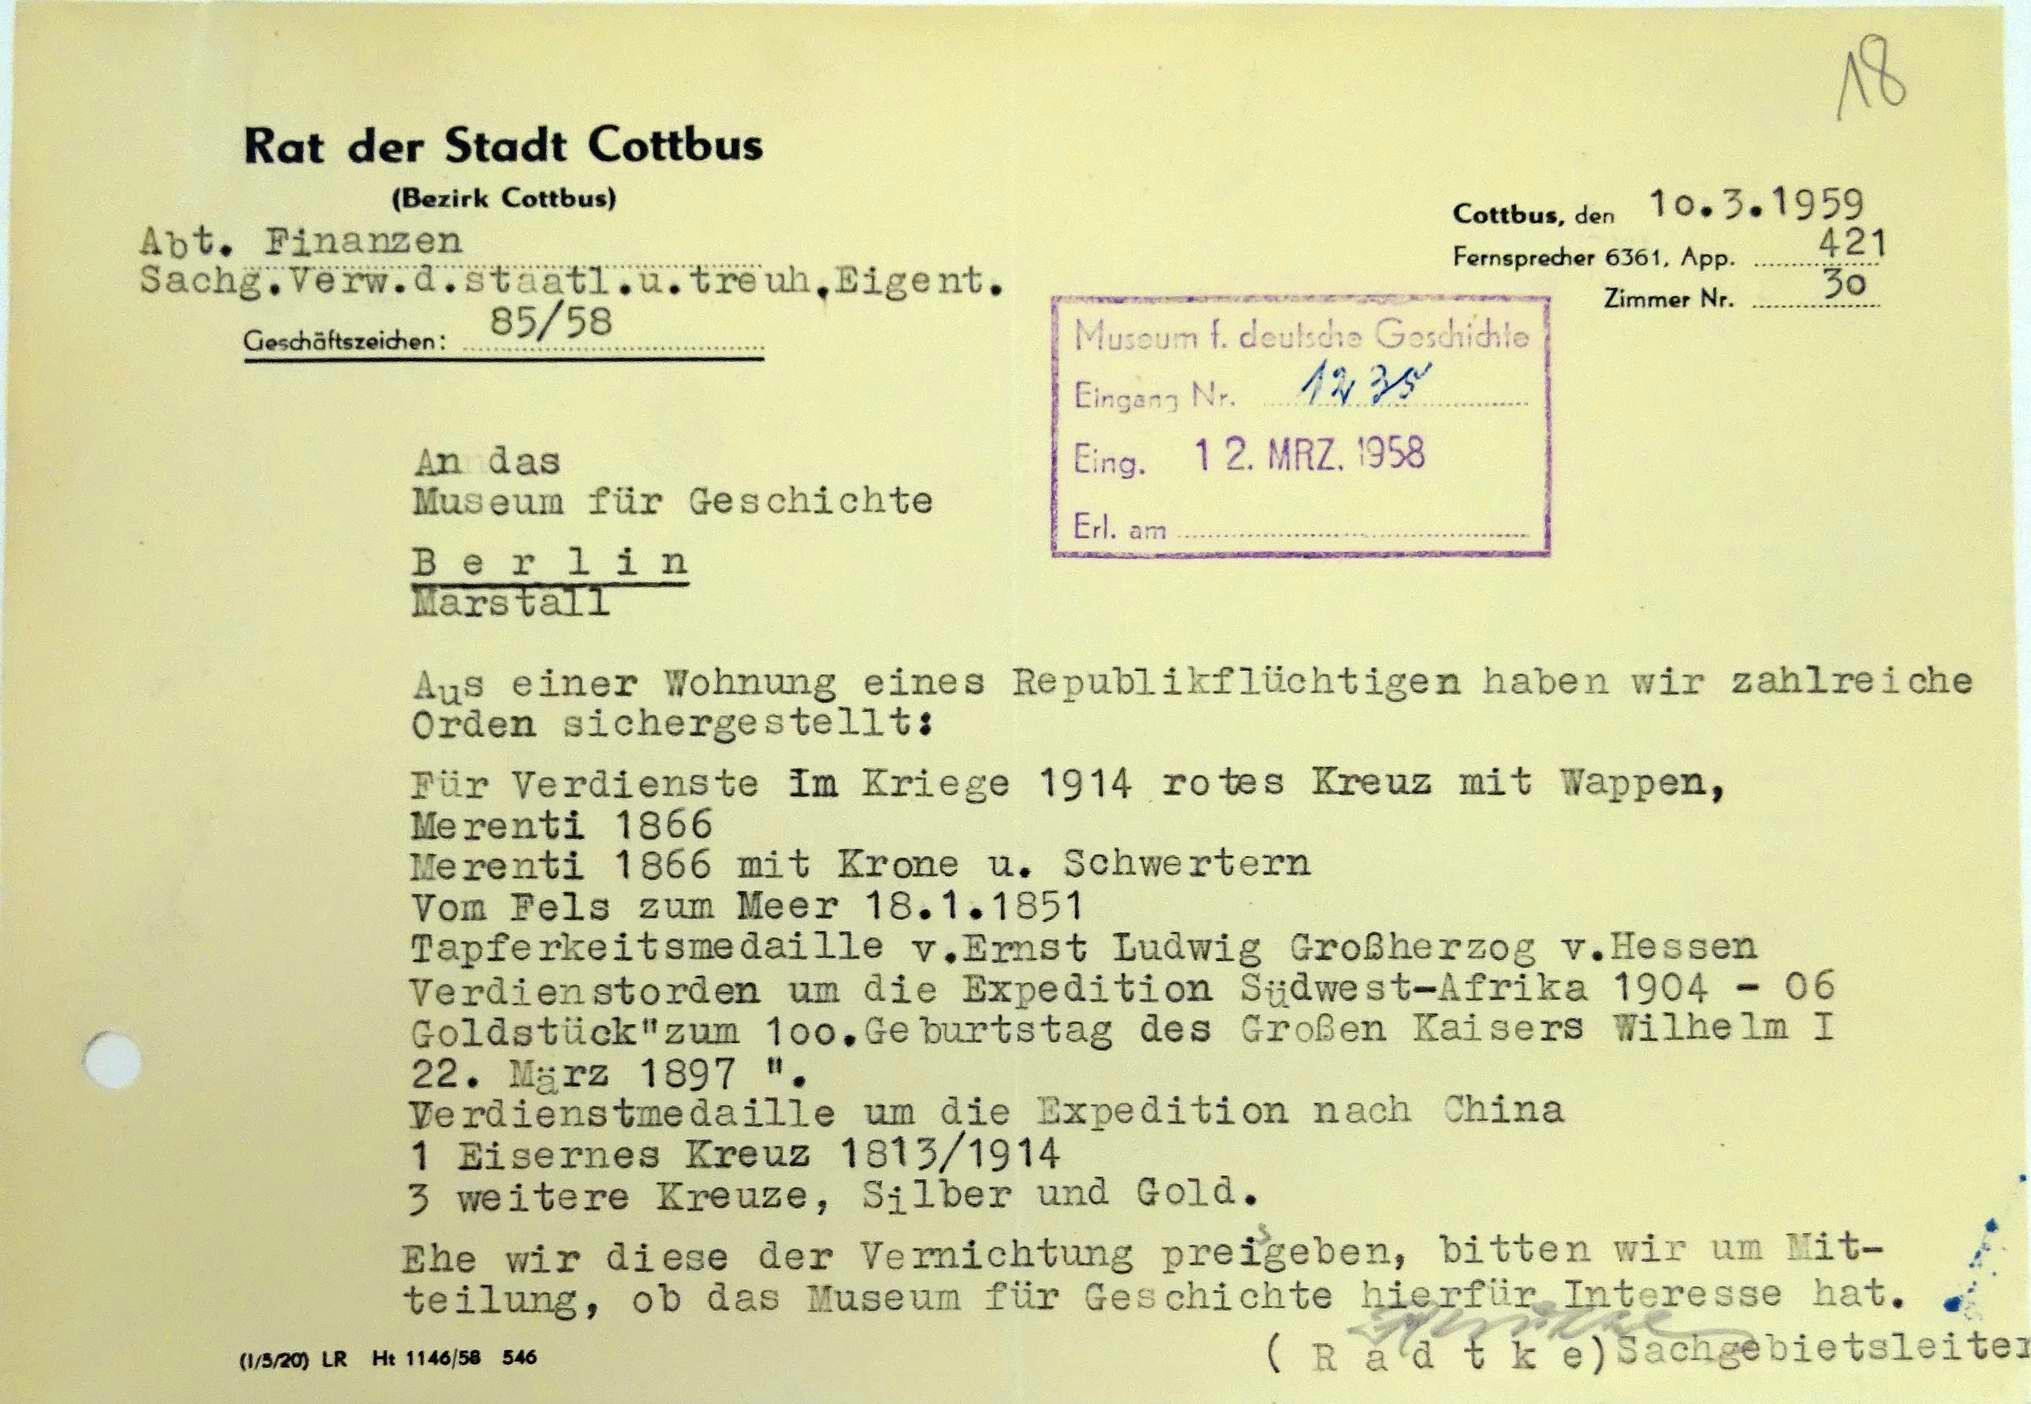 18
Rat der Stadt Cottbus
(Bezirk Cottbus)
Abt. Finanzen
Sachg.Verw.d.staatl.u.treuh.Eigent.
Geschäftszeichen: 85/58
Cottbus, den 1o.3.1959
Fernsprecher 6361, App. 421
Zimmer Nr. 3o
Museum f. deutsche Geschichte
Eingang Nr. 1235
Eing. 12. MRZ. 1958
Erl. am
An das
Museum für Geschichte
B e r l i n
Marstall
Aus einer Wohnung eines Republikflüchtigen haben wir zahlreiche
Orden sichergestellt:
Für Verdienste im Kriege 1914 rotes Kreuz mit Wappen,
Merenti 1866
Merenti 1866 mit Krone u. Schwertern
Vom Fels zum Meer 18.1.1851
Tapferkeitsmedaille v.Ernst Ludwig Großherzog v.Hessen
Verdienstorden um die Expedition Südwest-Afrika 1904 - 06
Goldstück"zum 1oo.Geburtstag des Großen Kaisers Wilhelm I
22. März 1897 ".
Verdienstmedaille um die Expedition nach China
1 Eisernes Kreuz 1813/1914
3 weitere Kreuze, Silber und Gold.
Ehe wir diese der Vernichtung preisgeben, bitten wir um Mit-
teilung, ob das Museum für Geschichte hierfür Interesse hat.
( R a d t k e ) Sachgebietsleiter
(1/5/20) LR Ht 1146/58 546